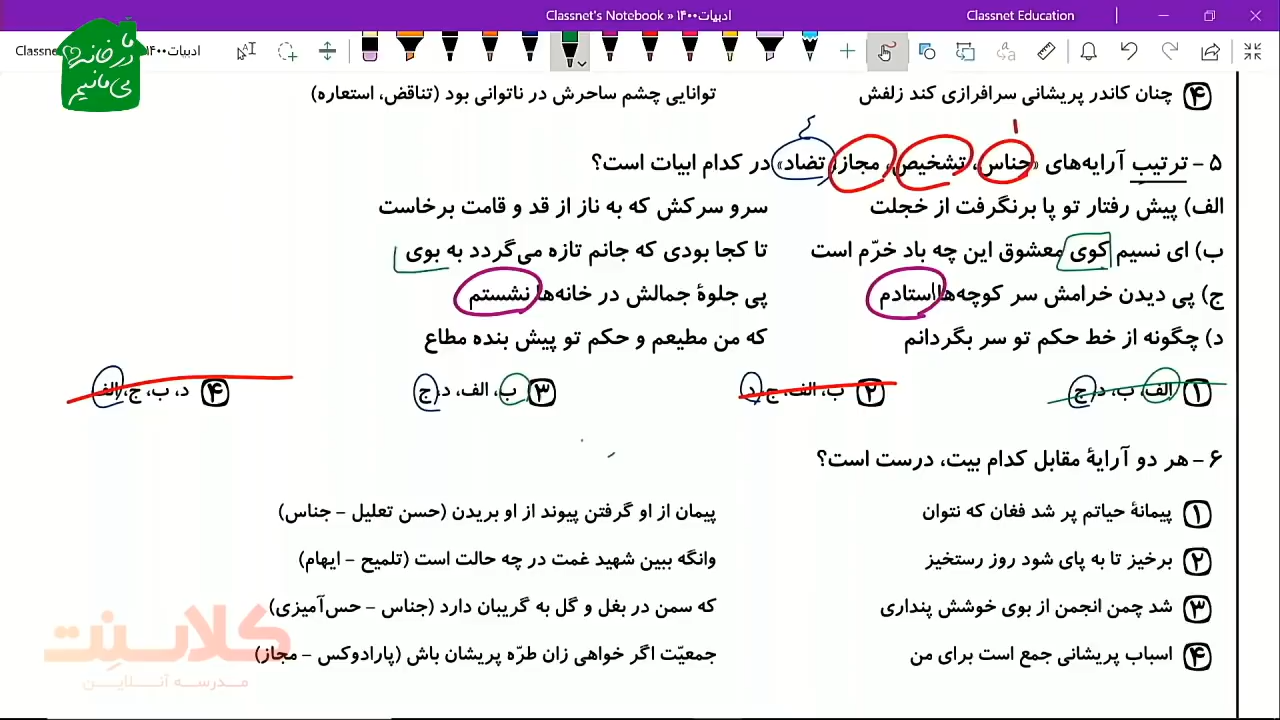 Classnet's Notebook » ادبیات۱۴۰۰
Classnet Education
ما
در خانه
می مانیم
ادبیات۱۴۰۰
چنان کاندر پریشانی سرافرازی کند زلفش توانایی چشم ساحرش در ناتوانی بود (تناقض، استعاره) ۴
۵ – ترتیب آرایه‌های «جناس، تشخیص، مجاز، تضاد» در کدام ابیات است؟
الف) پیش رفتار تو پا برنگرفت از خجلت سرو سرکش که به ناز از قد و قامت برخاست
ب) ای نسیم کوی معشوق این چه باد خرّم است تا کجا بودی که جانم تازه می‌گردد به بوی
ج) پی دیدن خرامش سر کوچه‌ها استادم پی جلوهٔ جمالش در خانه‌ها نشستم
د) چگونه از خط حکم تو سر بگردانم که من مطیعم و حکم تو پیش بنده مطاع
۱ الف، ب، د، ج ۲ ب، الف، ج، د ۳ ب، الف، د، ج ۴ د، ب، ج، الف
۶ – هر دو آرایهٔ مقابل کدام بیت، درست است؟
۱ پیمانهٔ حیاتم پر شد فغان که نتوان پیمان از او گرفتن پیوند از او بریدن (حسن تعلیل – جناس)
۲ برخیز تا به پای شود روز رستخیز وانگه ببین شهید غمت در چه حالت است (تلمیح – ایهام)
۳ شد چمن انجمن از بوی خوشش پنداری که سمن در بغل و گل به گریبان دارد (جناس – حس‌آمیزی)
۴ اسباب پریشانی جمع است برای من جمعیّت اگر خواهی زان طرّه پریشان باش (پارادوکس – مجاز)
کلاسنت
مدرسه آنلاین